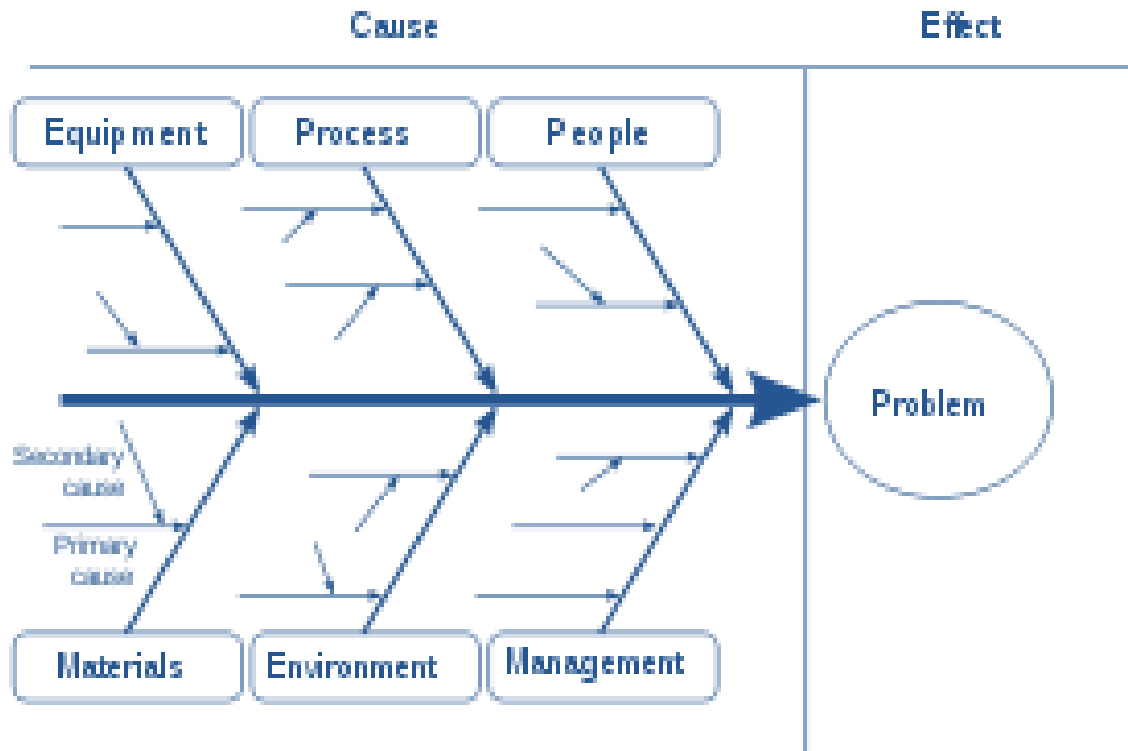 Cause
Effect
Equipment
Process
People
Problem
Secondary
cause
Primary
cause
Materials
Environment
Management